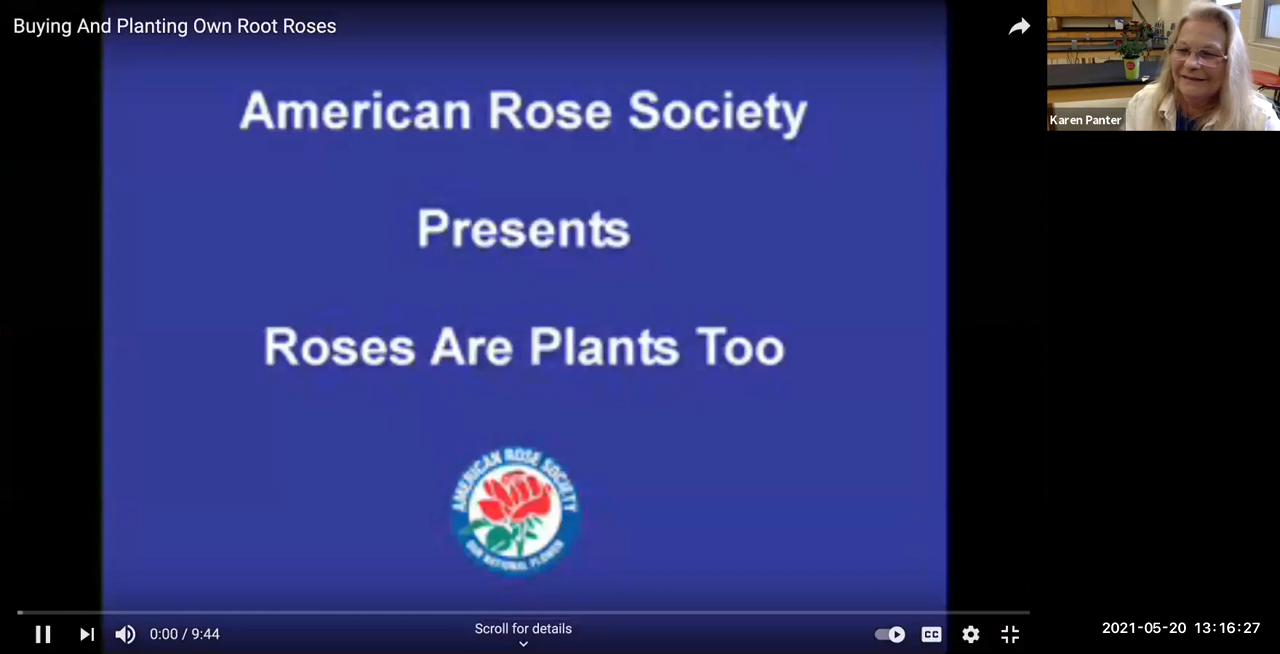 Buying And Planting Own Root Roses
Karen Panter
American Rose Society
Presents
Roses Are Plants Too
AMERICAN ROSE SOCIETY
OUR NATIONAL FLOWER
0:00 / 9:44
Scroll for details
CC
2021-05-20 13:16:27